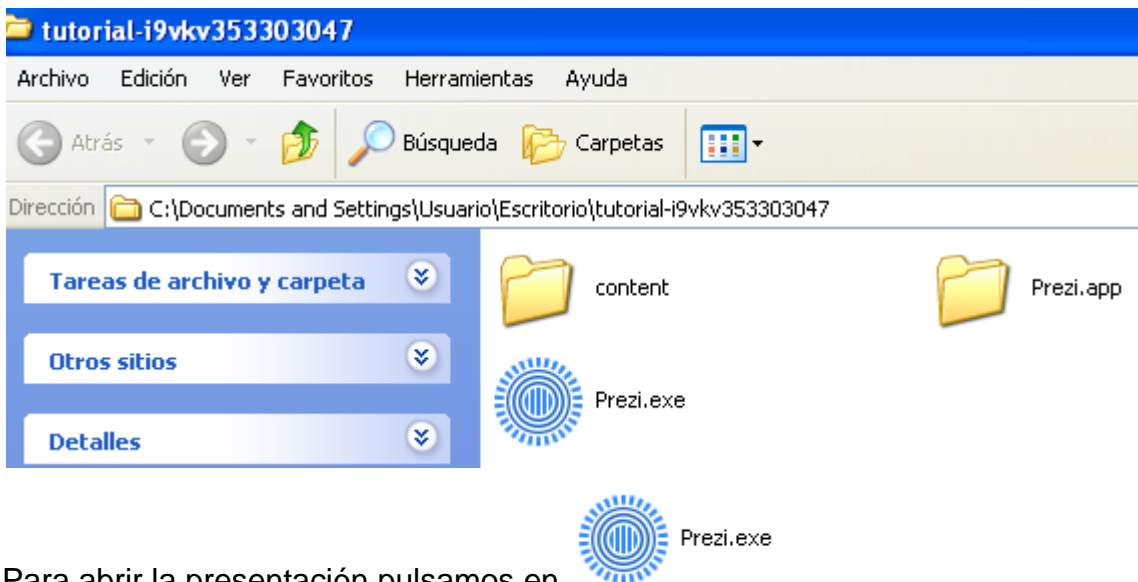 tutorial-i9vkv353303047
Archivo Edición Ver Favoritos Herramientas Ayuda
Atrás Búsqueda Carpetas
Dirección C:\Documents and Settings\Usuario\Escritorio\tutorial-i9vkv353303047
Tareas de archivo y carpeta
content Prezi.app
Otros sitios
Prezi.exe
Detalles
Prezi.exe
Para abrir la presentación pulsamos en